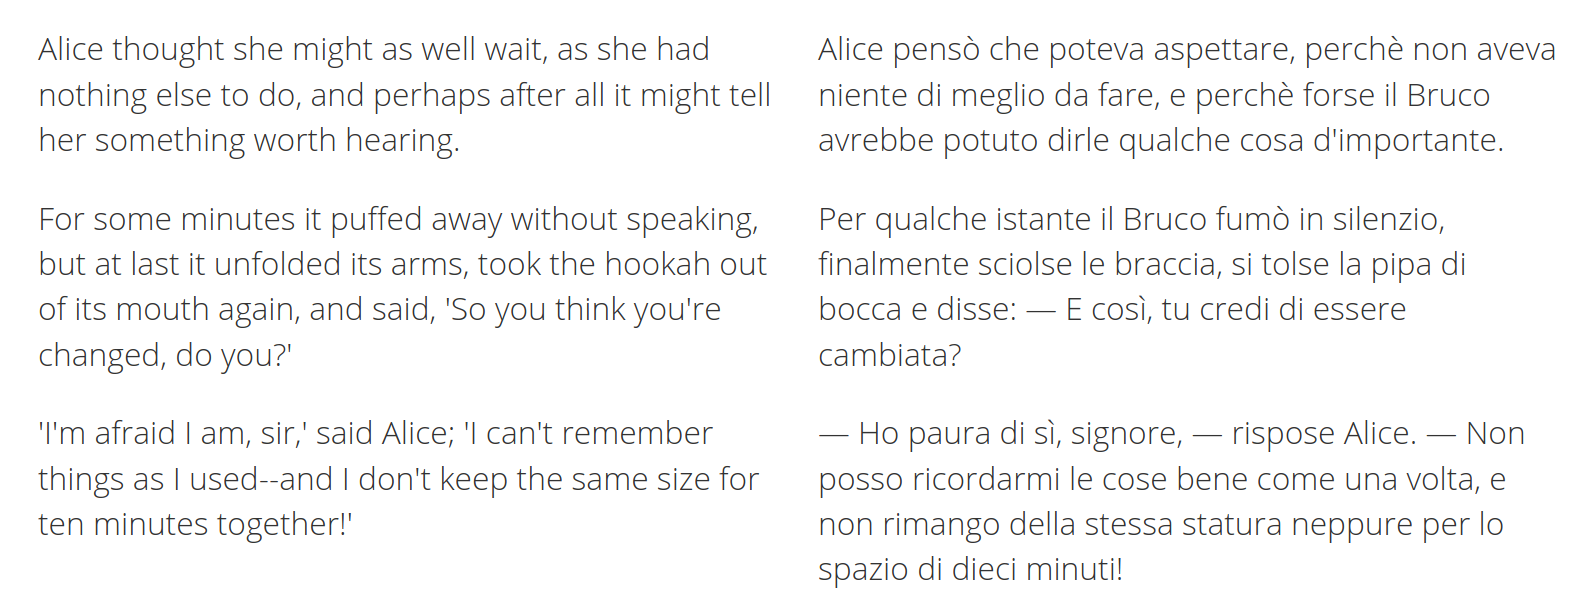 Alice thought she might as well wait, as she had
nothing else to do, and perhaps after all it might tell
her something worth hearing.
For some minutes it puffed away without speaking,
but at last it unfolded its arms, took the hookah out
of its mouth again, and said, 'So you think you're
changed, do you?'
'I'm afraid I am, sir,' said Alice; 'I can't remember
things as I used--and I don't keep the same size for
ten minutes together!'
Alice pensò che poteva aspettare, perchè non aveva
niente di meglio da fare, e perchè forse il Bruco
avrebbe potuto dirle qualche cosa d'importante.
Per qualche istante il Bruco fumò in silenzio,
finalmente sciolse le braccia, si tolse la pipa di
bocca e disse: — E così, tu credi di essere
cambiata?
— Ho paura di sì, signore, — rispose Alice. — Non
posso ricordarmi le cose bene come una volta, e
non rimango della stessa statura neppure per lo
spazio di dieci minuti!